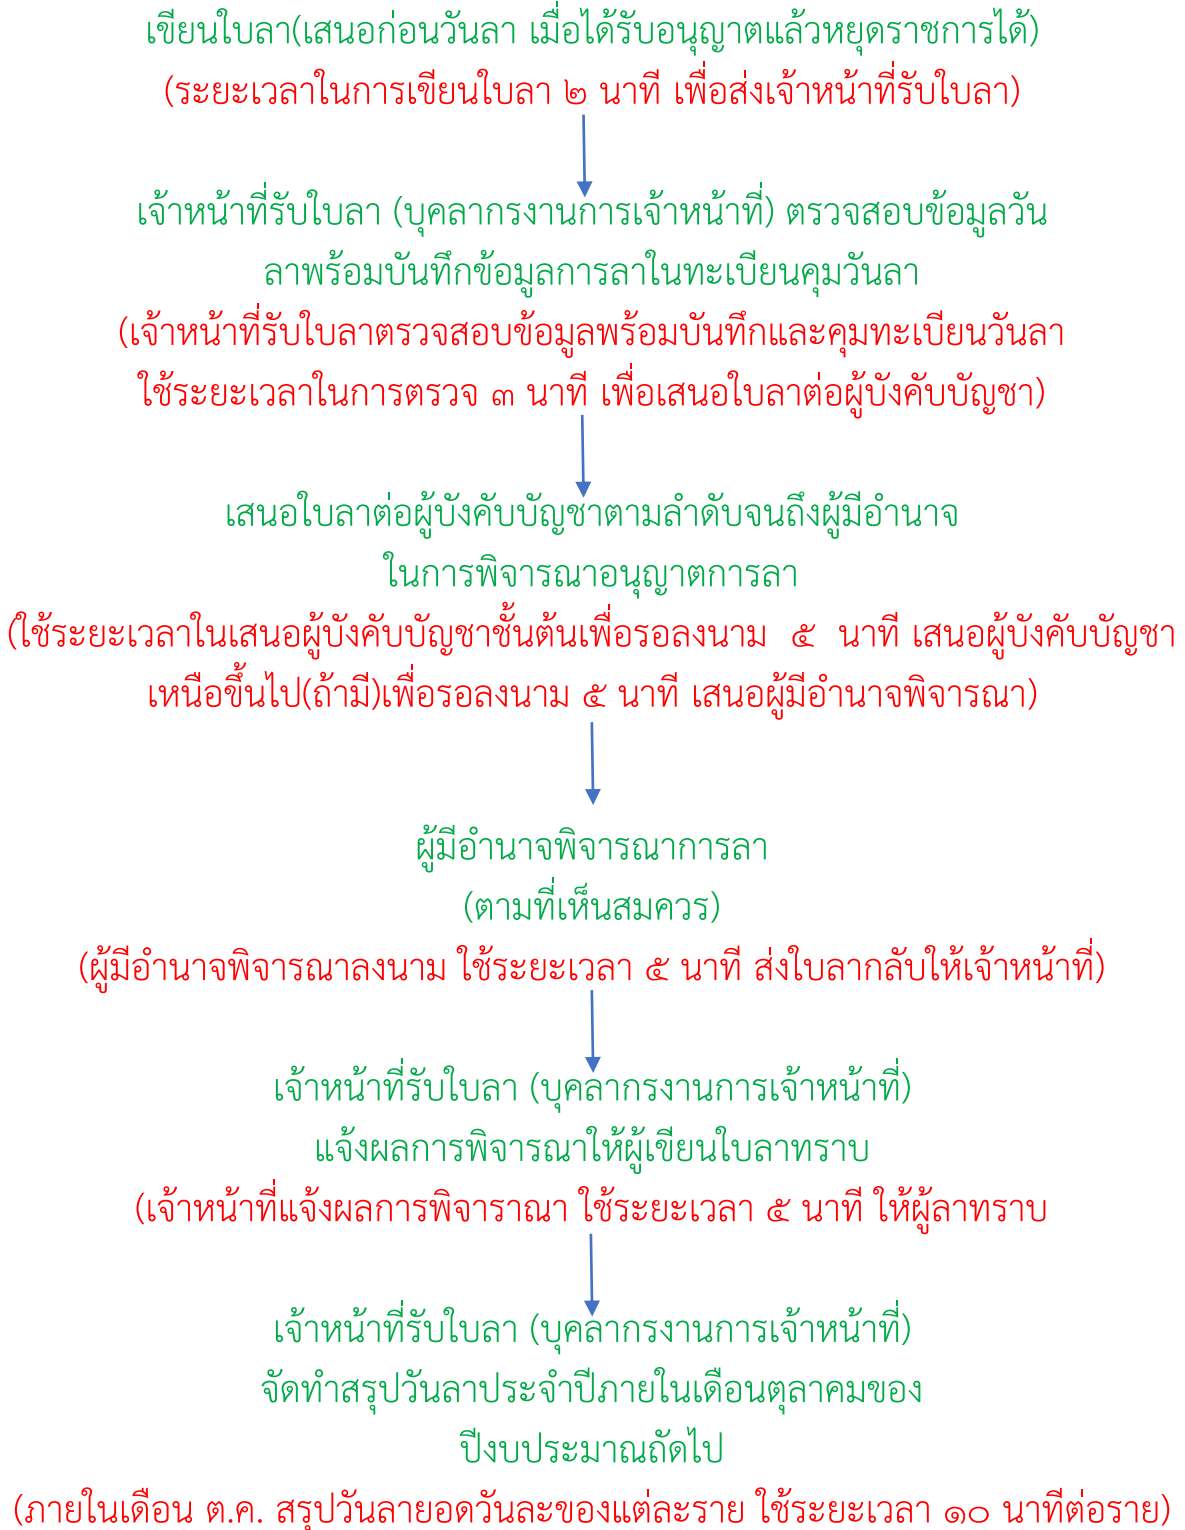 เขียนใบลา(เสนอก่อนวันลา เมื่อได้รับอนุญาตแล้วหยุดราชการได้)
(ระยะเวลาในการเขียนใบลา ๒ นาที เพื่อส่งเจ้าหน้าที่รับใบลา)
เจ้าหน้าที่รับใบลา (บุคลากรงานการเจ้าหน้าที่) ตรวจสอบข้อมูลวัน
ลาพร้อมบันทึกข้อมูลการลาในทะเบียนคุมวันลา
(เจ้าหน้าที่รับใบลาตรวจสอบข้อมูลพร้อมบันทึกและคุมทะเบียนวันลา
ใช้ระยะเวลาในการตรวจ ๓ นาที เพื่อเสนอใบลาต่อผู้บังคับบัญชา)
เสนอใบลาต่อผู้บังคับบัญชาตามลำดับจนถึงผู้มีอำนาจ
ในการพิจารณาอนุญาตการลา
(ใช้ระยะเวลาในเสนอผู้บังคับบัญชาชั้นต้นเพื่อรอลงนาม ๕ นาที เสนอผู้บังคับบัญชา
เหนือขึ้นไป(ถ้ามี)เพื่อรอลงนาม ๕ นาที เสนอผู้มีอำนาจพิจารณา)
ผู้มีอำนาจพิจารณาการลา
(ตามที่เห็นสมควร)
(ผู้มีอำนาจพิจารณาลงนาม ใช้ระยะเวลา ๕ นาที ส่งใบลากลับให้เจ้าหน้าที่)
เจ้าหน้าที่รับใบลา (บุคลากรงานการเจ้าหน้าที่)
แจ้งผลการพิจารณาให้ผู้เขียนใบลาทราบ
(เจ้าหน้าที่แจ้งผลการพิจาราณา ใช้ระยะเวลา ๕ นาที ให้ผู้ลาทราบ
เจ้าหน้าที่รับใบลา (บุคลากรงานการเจ้าหน้าที่)
จัดทำสรุปวันลาประจำปีภายในเดือนตุลาคมของ
ปีงบประมาณถัดไป
(ภายในเดือน ต.ค. สรุปวันลายอดวันละของแต่ละราย ใช้ระยะเวลา ๑๐ นาทีต่อราย)